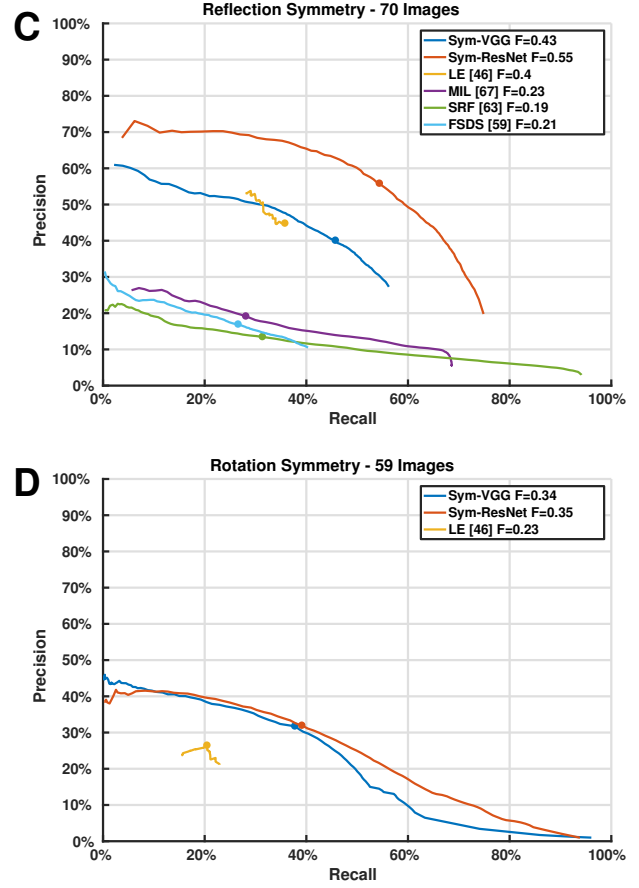 C
Reflection Symmetry - 70 Images
100%
90%
80%
70%
60%
50%
40%
30%
20%
10%
0%
Precision
Sym-VGG F=0.43
Sym-ResNet F=0.55
LE [46] F=0.4
MIL [67] F=0.23
SRF [63] F=0.19
FSDS [59] F=0.21
0% 20% 40% 60% 80% 100%
Recall
D
Rotation Symmetry - 59 Images
100%
90%
80%
70%
60%
50%
40%
30%
20%
10%
0%
Precision
Sym-VGG F=0.34
Sym-ResNet F=0.35
LE [46] F=0.23
0% 20% 40% 60% 80% 100%
Recall